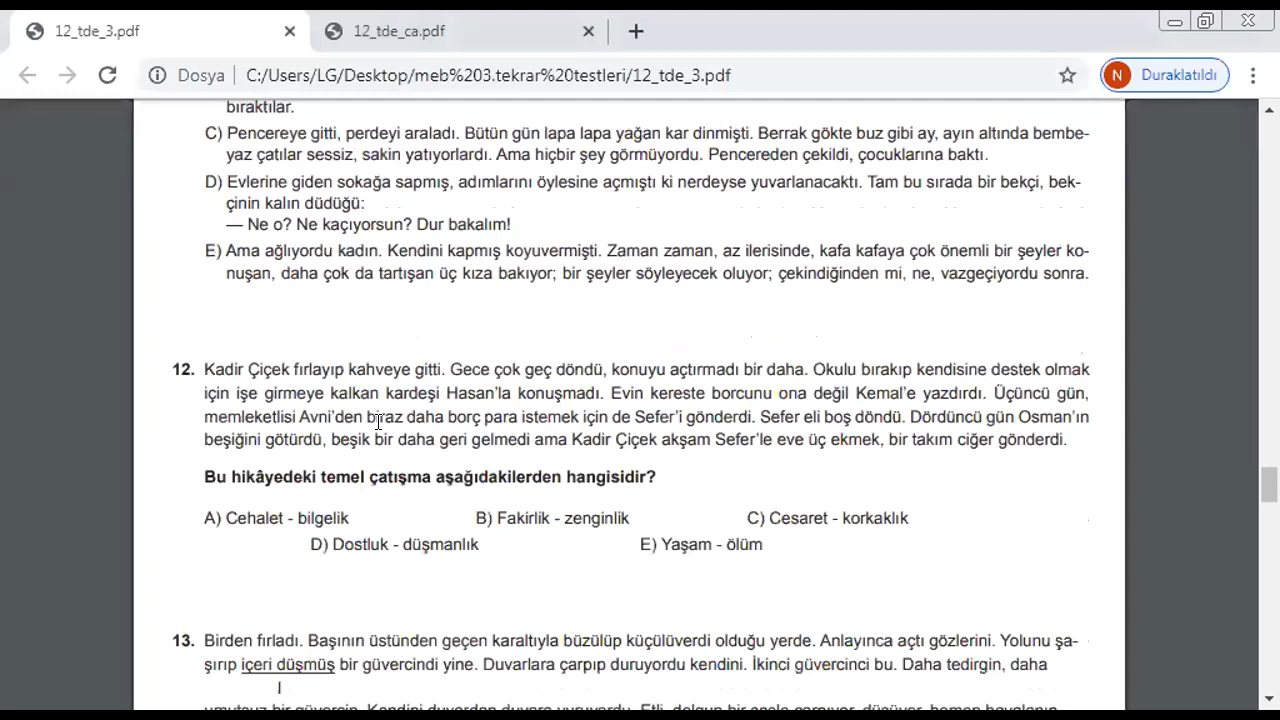 12_tde_3.pdf
12_tde_ca.pdf
Dosya
C:/Users/LG/Desktop/meb%203.tekrar%20testleri/12_tde_3.pdf
N
Duraklatıldı
bıraktılar.
C) Pencereye gitti, perdeyi araladı. Bütün gün lapa lapa yağan kar dinmişti. Berrak gökte buz gibi ay, ayın altında bembe-
yaz çatılar sessiz, sakin yatıyorlardı. Ama hiçbir şey görmüyordu. Pencereden çekildi, çocuklarına baktı.
D) Evlerine giden sokağa sapmış, adımlarını öylesine açmıştı ki nerdeyse yuvarlanacaktı. Tam bu sırada bir bekçi, bek-
çinin kalın düdüğü:
— Ne o? Ne kaçıyorsun? Dur bakalım!
E) Ama ağlıyordu kadın. Kendini kapmış koyuvermişti. Zaman zaman, az ilerisinde, kafa kafaya çok önemli bir şeyler ko-
nuşan, daha çok da tartışan üç kıza bakıyor; bir şeyler söyleyecek oluyor; çekindiğinden mi, ne, vazgeçiyordu sonra.
12. Kadir Çiçek fırlayıp kahveye gitti. Gece çok geç döndü, konuyu açtırmadı bir daha. Okulu bırakıp kendisine destek olmak
için işe girmeye kalkan kardeşi Hasan'la konuşmadı. Evin kereste borcunu ona değil Kemal'e yazdırdı. Üçüncü gün,
memleketlisi Avni'den biraz daha borç para istemek için de Sefer'i gönderdi. Sefer eli boş döndü. Dördüncü gün Osman'ın
beşiğini götürdü, beşik bir daha geri gelmedi ama Kadir Çiçek akşam Sefer'le eve üç ekmek, bir takım ciğer gönderdi.
Bu hikâyedeki temel çatışma aşağıdakilerden hangisidir?
A) Cehalet - bilgelik
B) Fakirlik - zenginlik
C) Cesaret - korkaklık
D) Dostluk - düşmanlık
E) Yaşam - ölüm
13. Birden fırladı. Başının üstünden geçen karaltıyla büzülüp küçülüverdi olduğu yerde. Anlayınca açtı gözlerini. Yolunu şa-
şırıp içeri düşmüş bir güvercindi yine. Duvarlara çarpıp duruyordu kendini. İkinci güvercinci bu. Daha tedirgin, daha
I